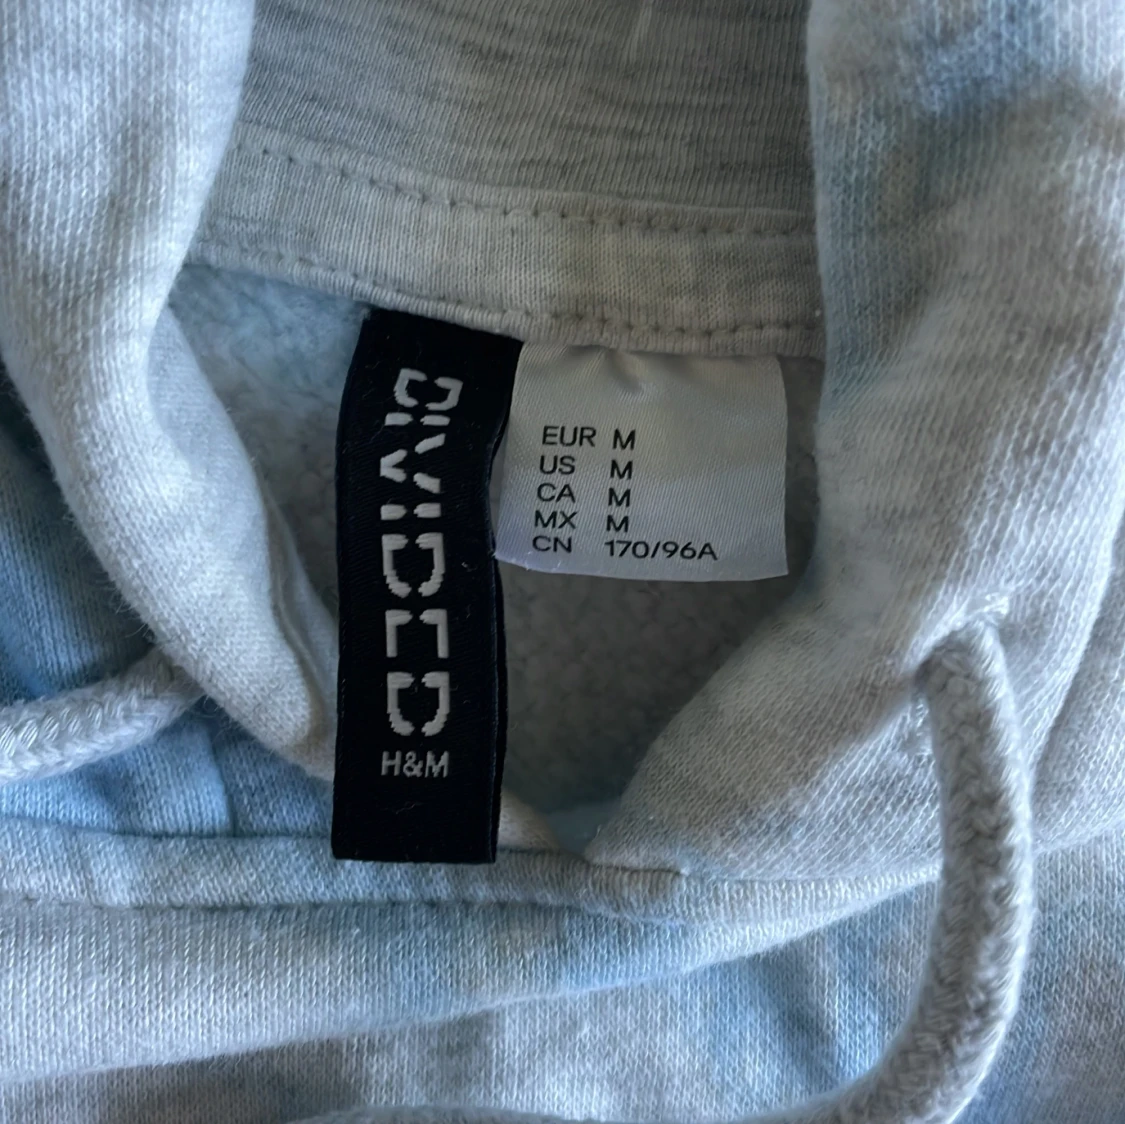 DIVIDED
H&M
EUR M
US M
CA M
MX M
CN 170/96A